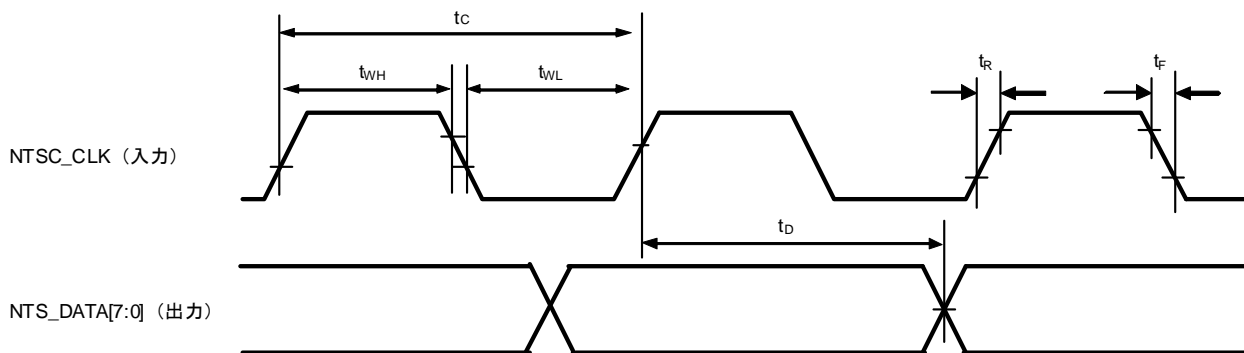 tC
tWH
tWL
tR
tF
NTSC_CLK（入力）
tD
NTS_DATA[7:0]（出力）